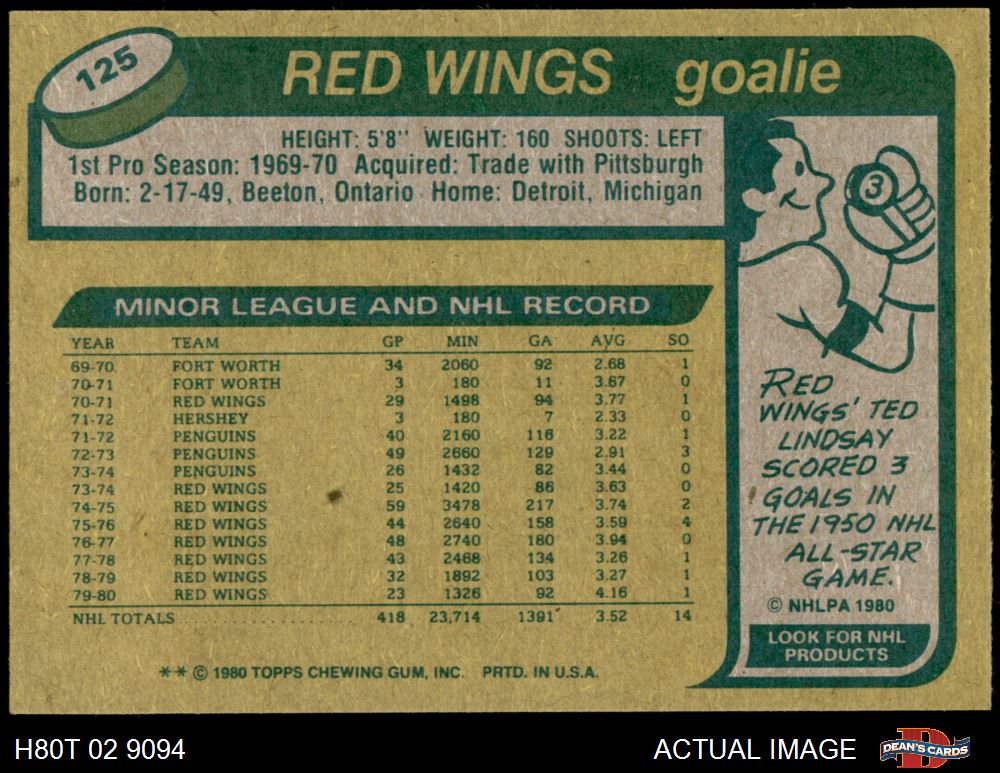 125
RED WINGS goalie
HEIGHT: 5'8'' WEIGHT: 160 SHOOTS: LEFT
1st Pro Season: 1969-70 Acquired: Trade with Pittsburgh
Born: 2-17-49, Beeton, Ontario Home: Detroit, Michigan
MINOR LEAGUE AND NHL RECORD
YEAR TEAM GP MIN GA AVG SO
69-70 FORT WORTH 34 2060 92 2.68 1
70-71 FORT WORTH 3 180 11 3.67 0
70-71 RED WINGS 29 1498 94 3.77 1
71-72 HERSHEY 3 180 7 2.33 0
71-72 PENGUINS 40 2160 116 3.22 1
72-73 PENGUINS 49 2660 129 2.91 3
73-74 PENGUINS 26 1432 82 3.44 0
73-74 RED WINGS 25 1420 86 3.63 0
74-75 RED WINGS 59 3478 217 3.74 2
75-76 RED WINGS 44 2640 158 3.59 4
76-77 RED WINGS 48 2740 180 3.94 0
77-78 RED WINGS 43 2468 134 3.26 1
78-79 RED WINGS 32 1892 103 3.27 1
79-80 RED WINGS 23 1326 92 4.16 1
NHL TOTALS .................... 418 23,714 1391 3.52 14
** © 1980 TOPPS CHEWING GUM, INC. PRTD. IN U.S.A.
3
RED
WINGS' TED
LINDSAY
SCORED 3
GOALS IN
THE 1950 NHL
ALL-STAR
GAME.
© NHLPA 1980
LOOK FOR NHL
PRODUCTS
H80T 02 9094
ACTUAL IMAGE
D
DEAN'S CARDS